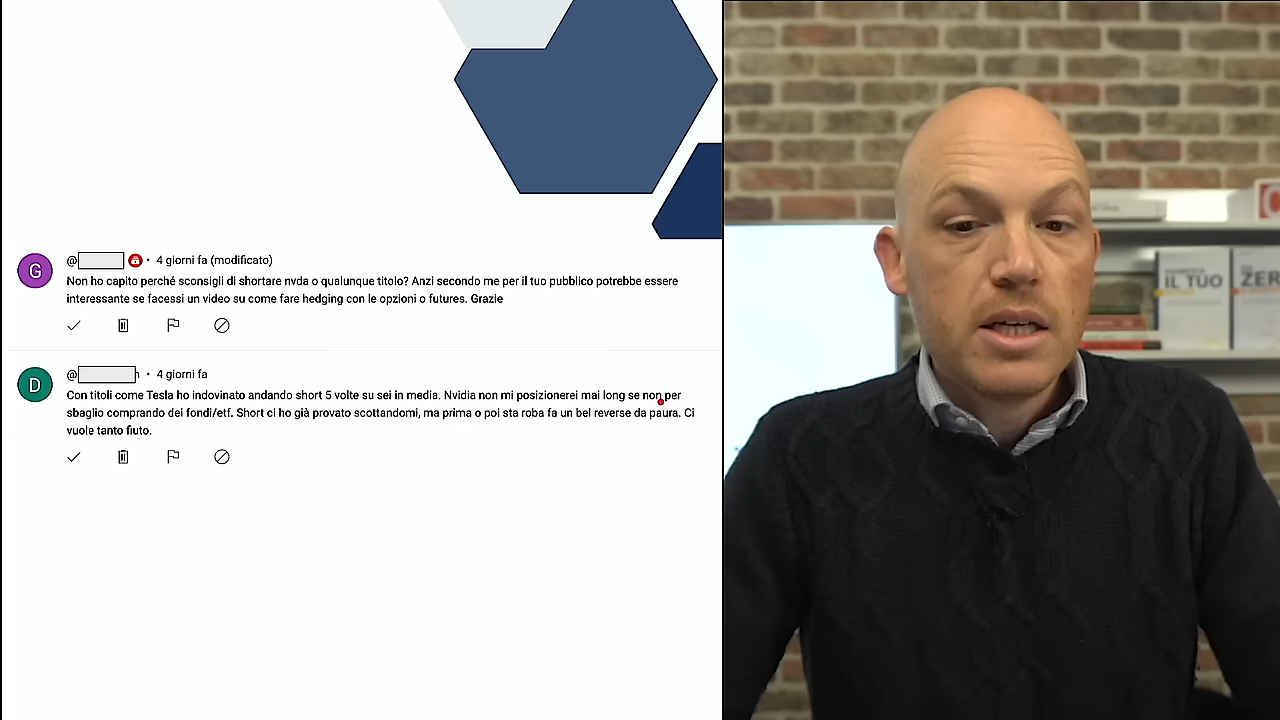 G
@ · 4 giorni fa (modificato)
Non ho capito perché sconsigli di shortare nvda o qualunque titolo? Anzi secondo me per il tuo pubblico potrebbe essere
interessante se facessi un video su come fare hedging con le opzioni o futures. Grazie
D
@ · 4 giorni fa
Con titoli come Tesla ho indovinato andando short 5 volte su sei in media. Nvidia non mi posizionerei mai long se non per
sbaglio comprando dei fondi/etf. Short ci ho già provato scottandomi, ma prima o poi sta roba fa un bel reverse da paura. Ci
vuole tanto fiuto.
IL TUO
ZER